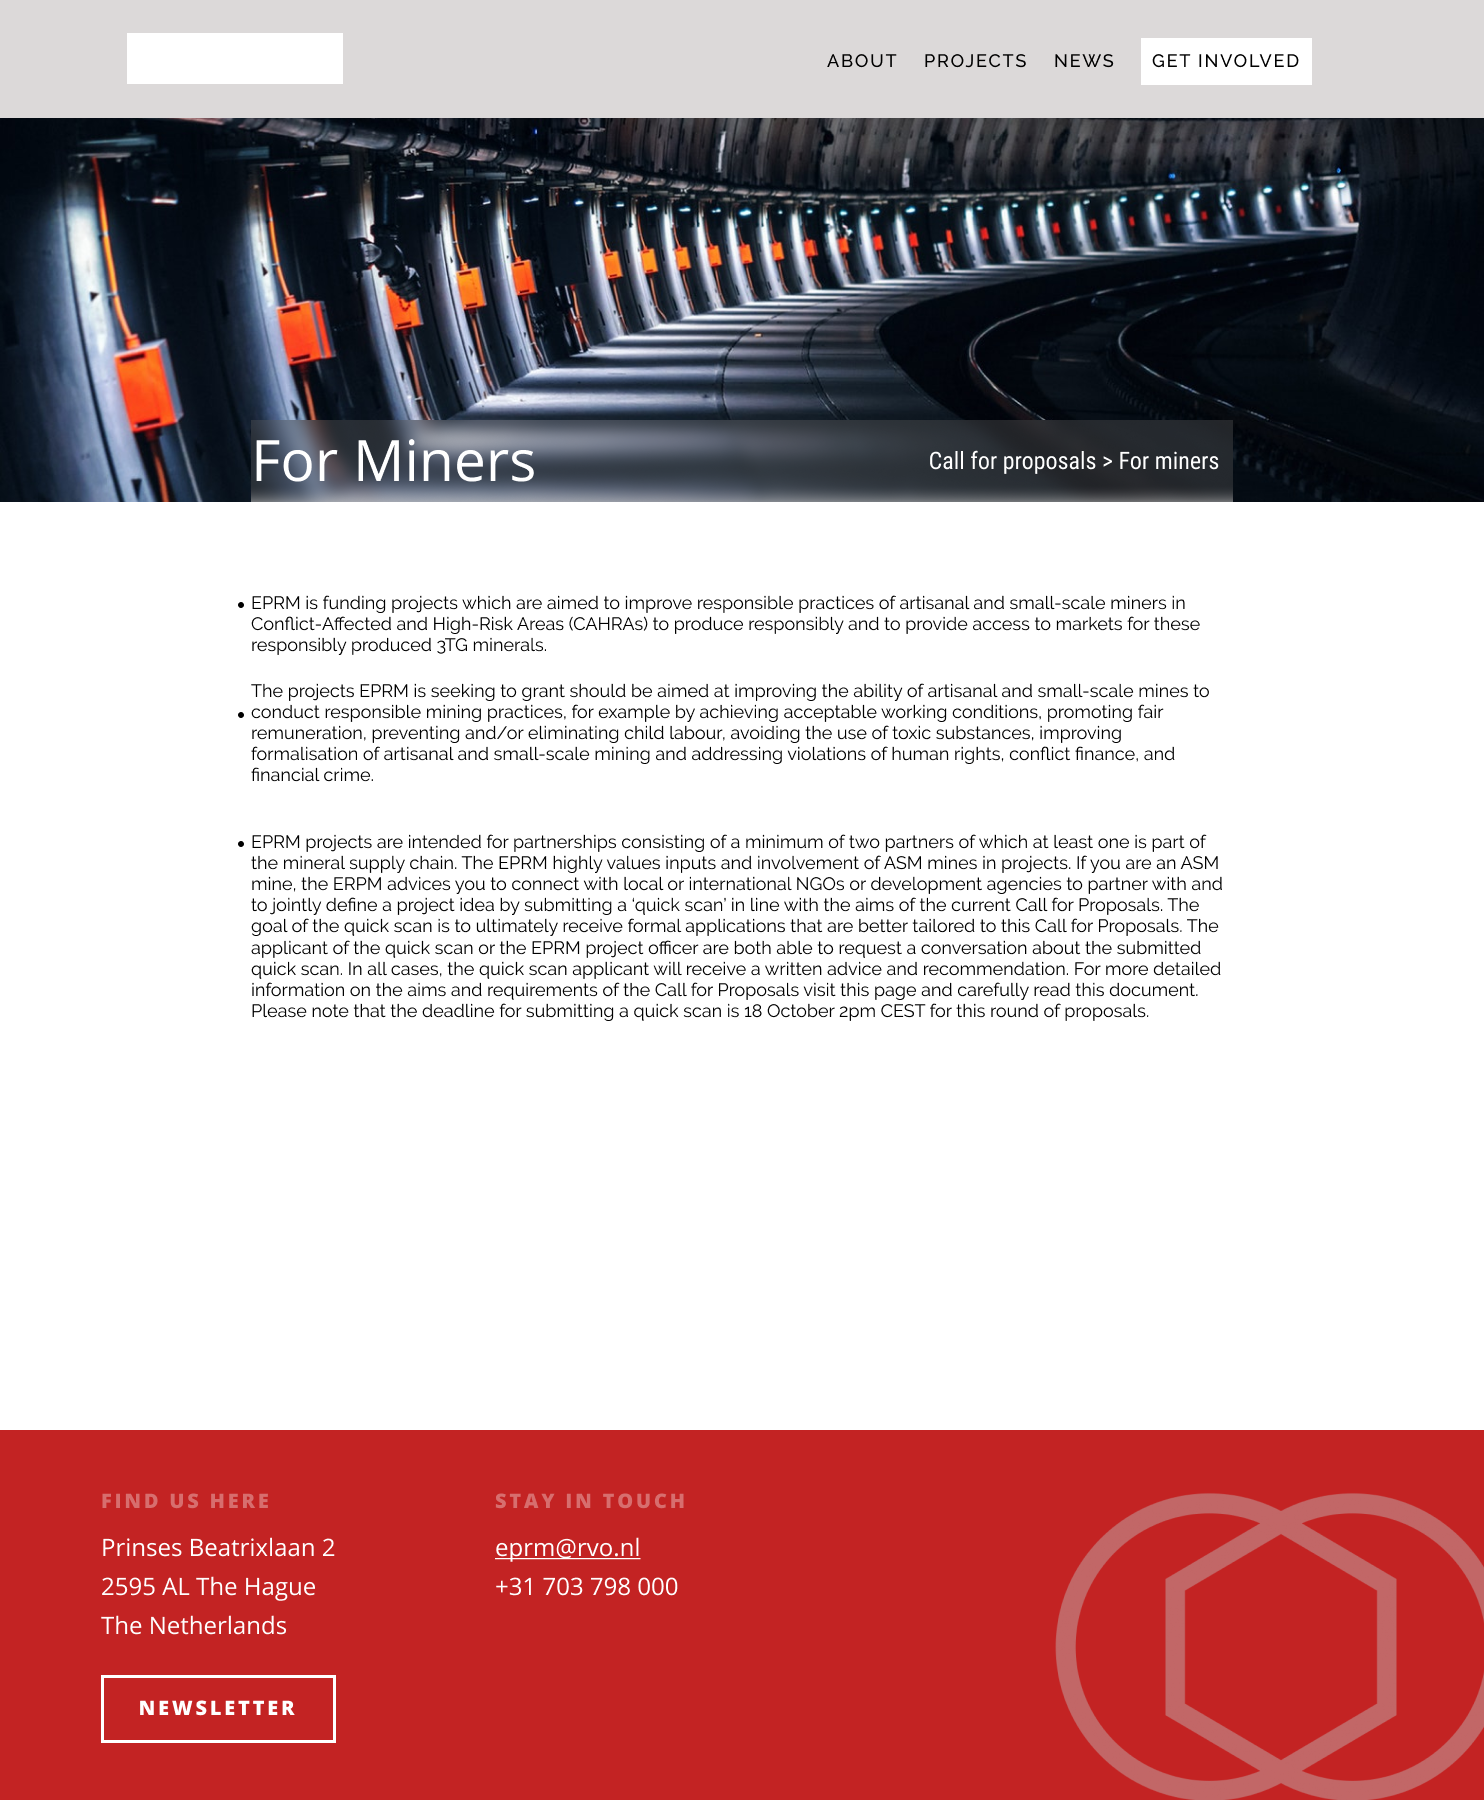 ABOUT PROJECTS NEWS GET INVOLVED
For Miners
Call for proposals > For miners
• EPRM is funding projects which are aimed to improve responsible practices of artisanal and small-scale miners in
Conflict-Affected and High-Risk Areas (CAHRAs) to produce responsibly and to provide access to markets for these
responsibly produced 3TG minerals.
The projects EPRM is seeking to grant should be aimed at improving the ability of artisanal and small-scale mines to
• conduct responsible mining practices, for example by achieving acceptable working conditions, promoting fair
remuneration, preventing and/or eliminating child labour, avoiding the use of toxic substances, improving
formalisation of artisanal and small-scale mining and addressing violations of human rights, conflict finance, and
financial crime.
• EPRM projects are intended for partnerships consisting of a minimum of two partners of which at least one is part of
the mineral supply chain. The EPRM highly values inputs and involvement of ASM mines in projects. If you are an ASM
mine, the ERPM advices you to connect with local or international NGOs or development agencies to partner with and
to jointly define a project idea by submitting a ‘quick scan’ in line with the aims of the current Call for Proposals. The
goal of the quick scan is to ultimately receive formal applications that are better tailored to this Call for Proposals. The
applicant of the quick scan or the EPRM project officer are both able to request a conversation about the submitted
quick scan. In all cases, the quick scan applicant will receive a written advice and recommendation. For more detailed
information on the aims and requirements of the Call for Proposals visit this page and carefully read this document.
Please note that the deadline for submitting a quick scan is 18 October 2pm CEST for this round of proposals.
FIND US HERE
Prinses Beatrixlaan 2
2595 AL The Hague
The Netherlands
NEWSLETTER
STAY IN TOUCH
eprm@rvo.nl
+31 703 798 000